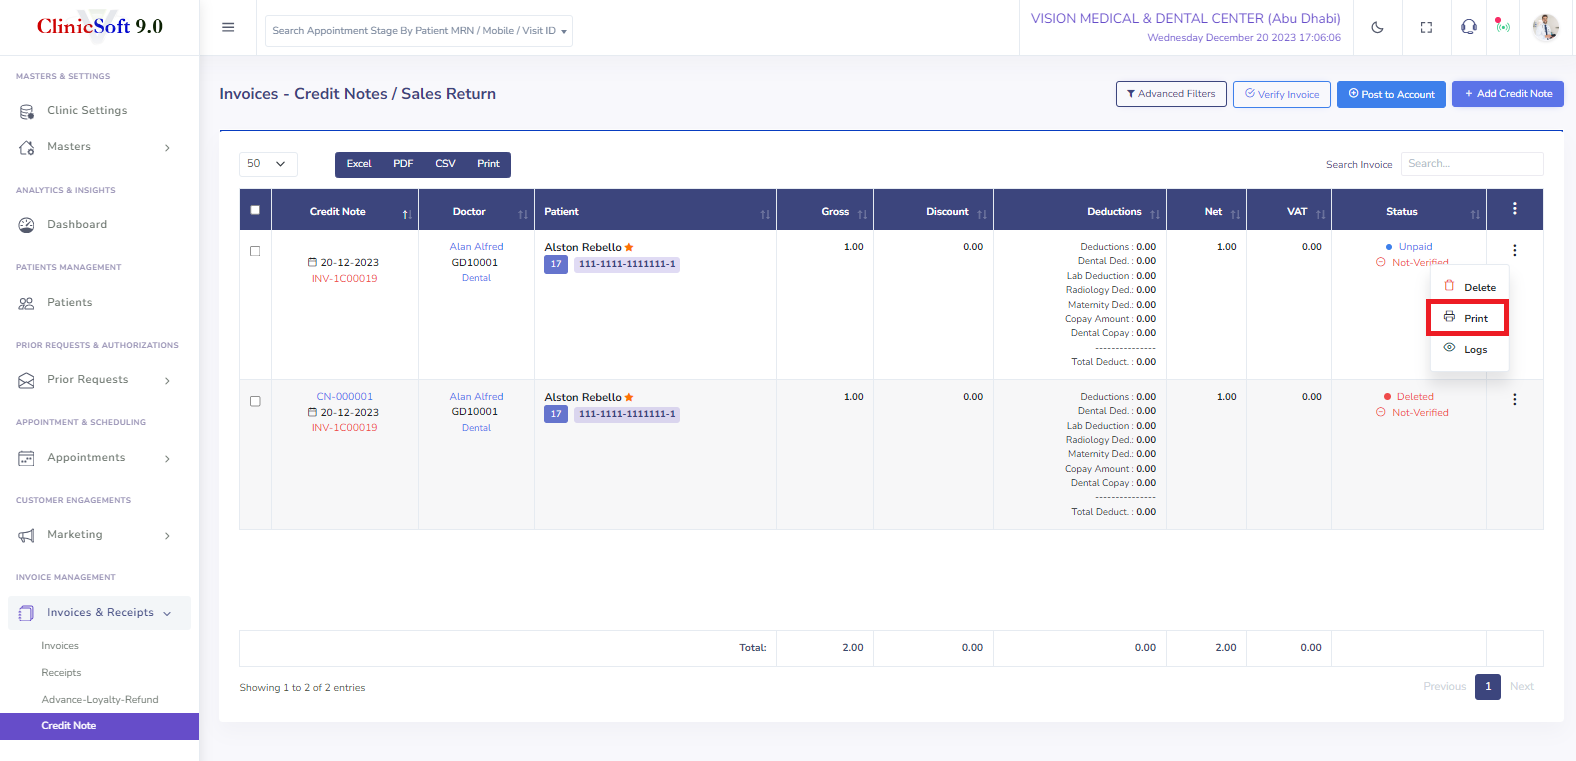 ClinicSoft 9.0
Search Appointment Stage By Patient MRN / Mobile / Visit ID
VISION MEDICAL & DENTAL CENTER (Abu Dhabi)
Wednesday December 20 2023 17:06:06
MASTERS & SETTINGS
Clinic Settings
Masters
ANALYTICS & INSIGHTS
Dashboard
PATIENTS MANAGEMENT
Patients
PRIOR REQUESTS & AUTHORIZATIONS
Prior Requests
APPOINTMENT & SCHEDULING
Appointments
CUSTOMER ENGAGEMENTS
Marketing
INVOICE MANAGEMENT
Invoices & Receipts
Invoices
Receipts
Advance-Loyalty-Refund
Credit Note
Invoices - Credit Notes / Sales Return
Advanced Filters
Verify Invoice
Post to Account
+ Add Credit Note
50
Excel PDF CSV Print
Search Invoice Search...
Credit Note Doctor Patient Gross Discount Deductions Net VAT Status
20-12-2023
INV-1C00019
Alan Alfred
GD10001
Dental
Alston Rebello
17 111-1111-1111111-1
1.00
0.00
Deductions : 0.00
Dental Ded. : 0.00
Lab Deduction : 0.00
Radiology Ded.: 0.00
Maternity Ded.: 0.00
Copay Amount : 0.00
Dental Copay : 0.00
---------------
Total Deduct. : 0.00
1.00
0.00
Unpaid
Not-Verified
Delete
Print
Logs
CN-000001
20-12-2023
INV-1C00019
Alan Alfred
GD10001
Dental
Alston Rebello
17 111-1111-1111111-1
1.00
0.00
Deductions : 0.00
Dental Ded. : 0.00
Lab Deduction : 0.00
Radiology Ded.: 0.00
Maternity Ded.: 0.00
Copay Amount : 0.00
Dental Copay : 0.00
---------------
Total Deduct. : 0.00
1.00
0.00
Deleted
Not-Verified
Total: 2.00 0.00 0.00 2.00 0.00
Showing 1 to 2 of 2 entries
Previous 1 Next